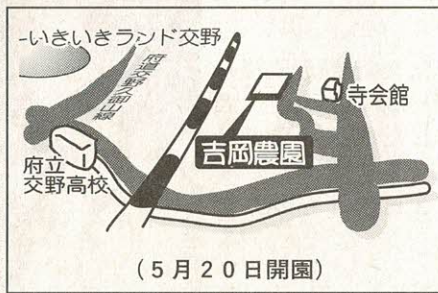 いきいきランド交野
府道交野久御山線
寺会館
吉岡農園
府立
交野高校
(5月20日開園)